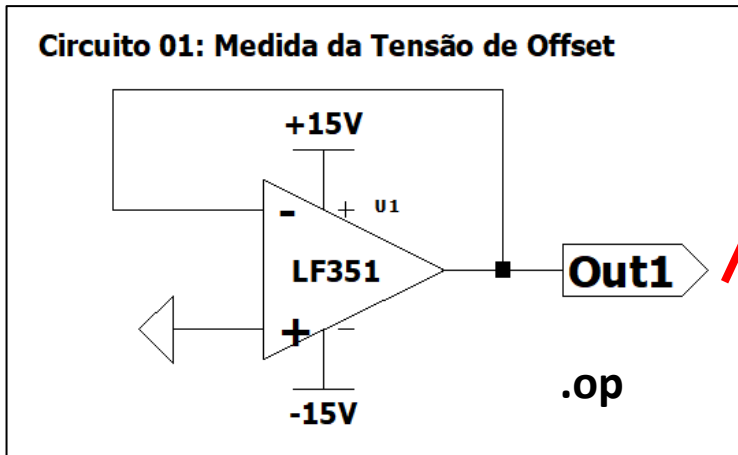 Circuito 01: Medida da Tensão de Offset
+15V
- + U1
LF351
Out1
+ -
-15V
.op